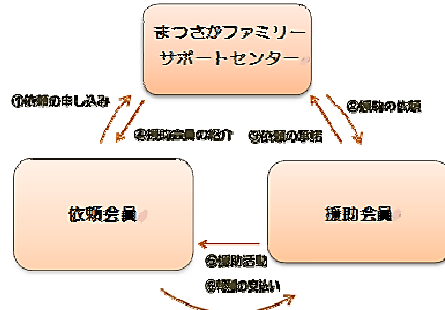 まつさかファミリー
サポートセンター
①依頼の申し込み
②援助の依頼
④援助会員の紹介
③依頼の承諾
依頼会員
援助会員
⑤援助活動
⑥報酬の支払い